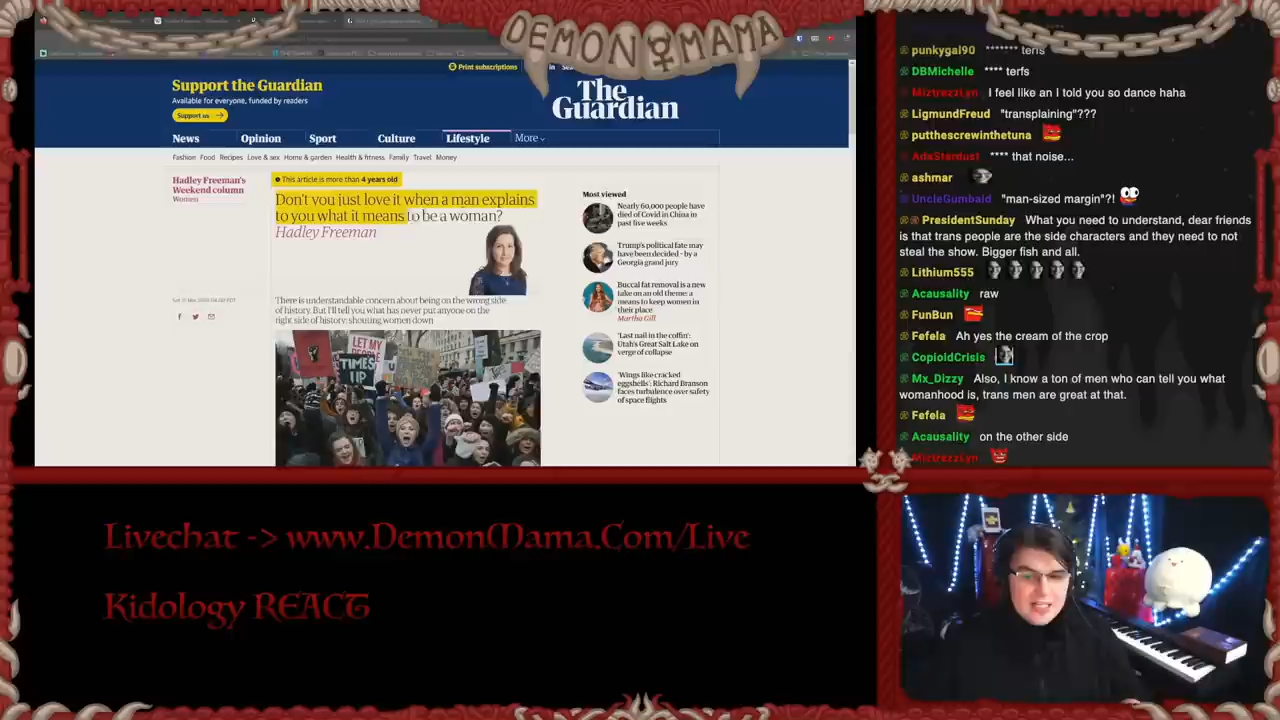 DEMON MAMA
Print subscriptions
Support the Guardian
Available for everyone, funded by readers
Support us →
The
Guardian
News
Opinion
Sport
Culture
Lifestyle
More
Fashion Food Recipes Love & sex Home & garden Health & fitness Family Travel Money
Hadley Freeman's
Weekend column
Women
This article is more than 4 years old
Don't you just love it when a man explains
to you what it means to be a woman?
Hadley Freeman
There is understandable concern about being on the wrong side
of history. But I'll tell you what has never put anyone on the
right side of history: shouting women down
LET MY
PEOPLE
TIME'S
UP
Most viewed
Nearly 60,000 people have
died of Covid in China in
past five weeks
Trump's political fate may
have been decided – by a
Georgia grand jury
Buccal fat removal is a new
take on an old theme: a
means to keep women in
their place
Martha Gill
'Last nail in the coffin':
Utah's Great Salt Lake on
verge of collapse
'Wings like cracked
eggshells': Richard Branson
faces turbulence over safety
of space flights
punkygal90 ******* terfs
DBMichelle **** terfs
MiztrezzLyn I feel like an I told you so dance haha
LigmundFreud "transplaining"???
putthescrewinthetuna
AdaStardust **** that noise...
ashmar
UncleGumbald "man-sized margin"?!
PresidentSunday What you need to understand, dear friends
is that trans people are the side characters and they need to not
steal the show. Bigger fish and all.
Lithium555
Acausality raw
FunBun
Fefela Ah yes the cream of the crop
CopioidCrisis
Mx_Dizzy Also, I know a ton of men who can tell you what
womanhood is, trans men are great at that.
Fefela
Acausality on the other side
MiztrezzLyn
Livechat -> www.DemonMama.Com/Live
Kidology REACT